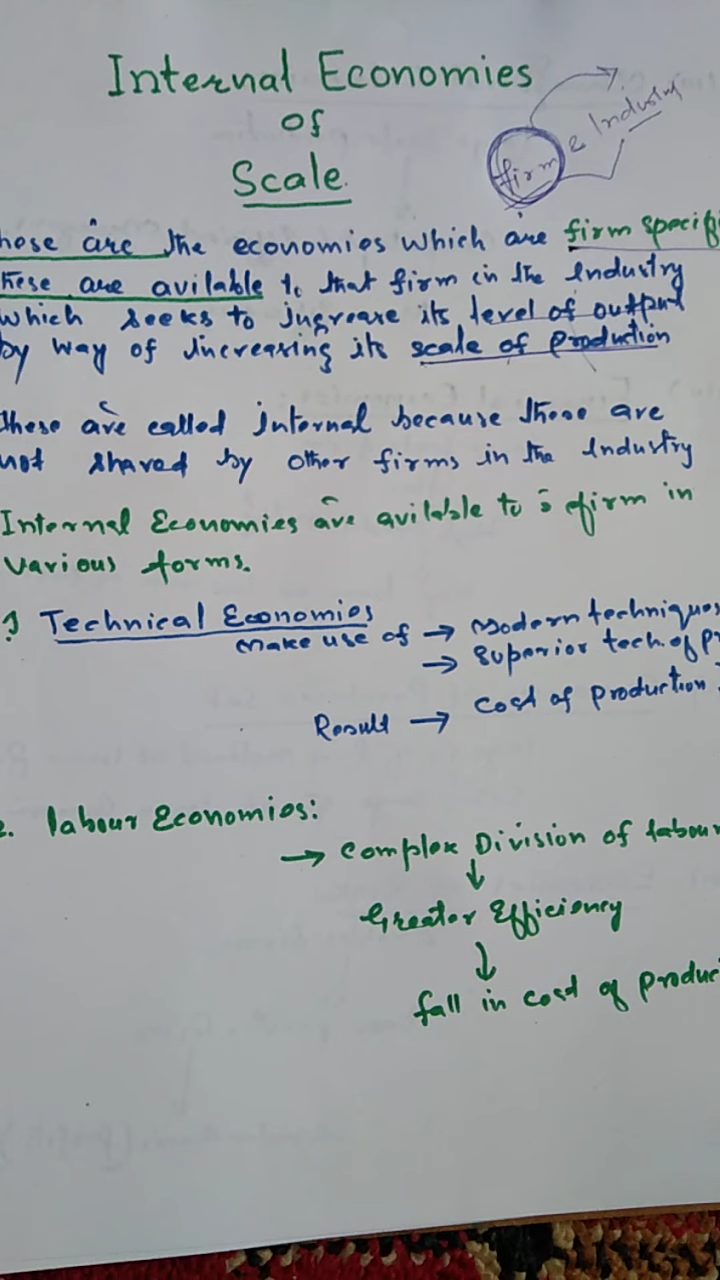 Internal Economies
of
Scale.
firm & Industry
hese are the economies which are firm specif
hese are avilable to that firm in the Industry
which seeks to increase its level of output
by way of increasing its scale of production
these are called internal because these are
not shared by other firms in the Industry
Internal Economies are avilable to a firm in
various forms.
Technical Economies
make use of → Modern techniques
→ Superior tech. of pr
Result → Cost of production
2. labour Economies:
→ Complex Division of labour
↓
Greater Efficiency
↓
fall in cost of produc